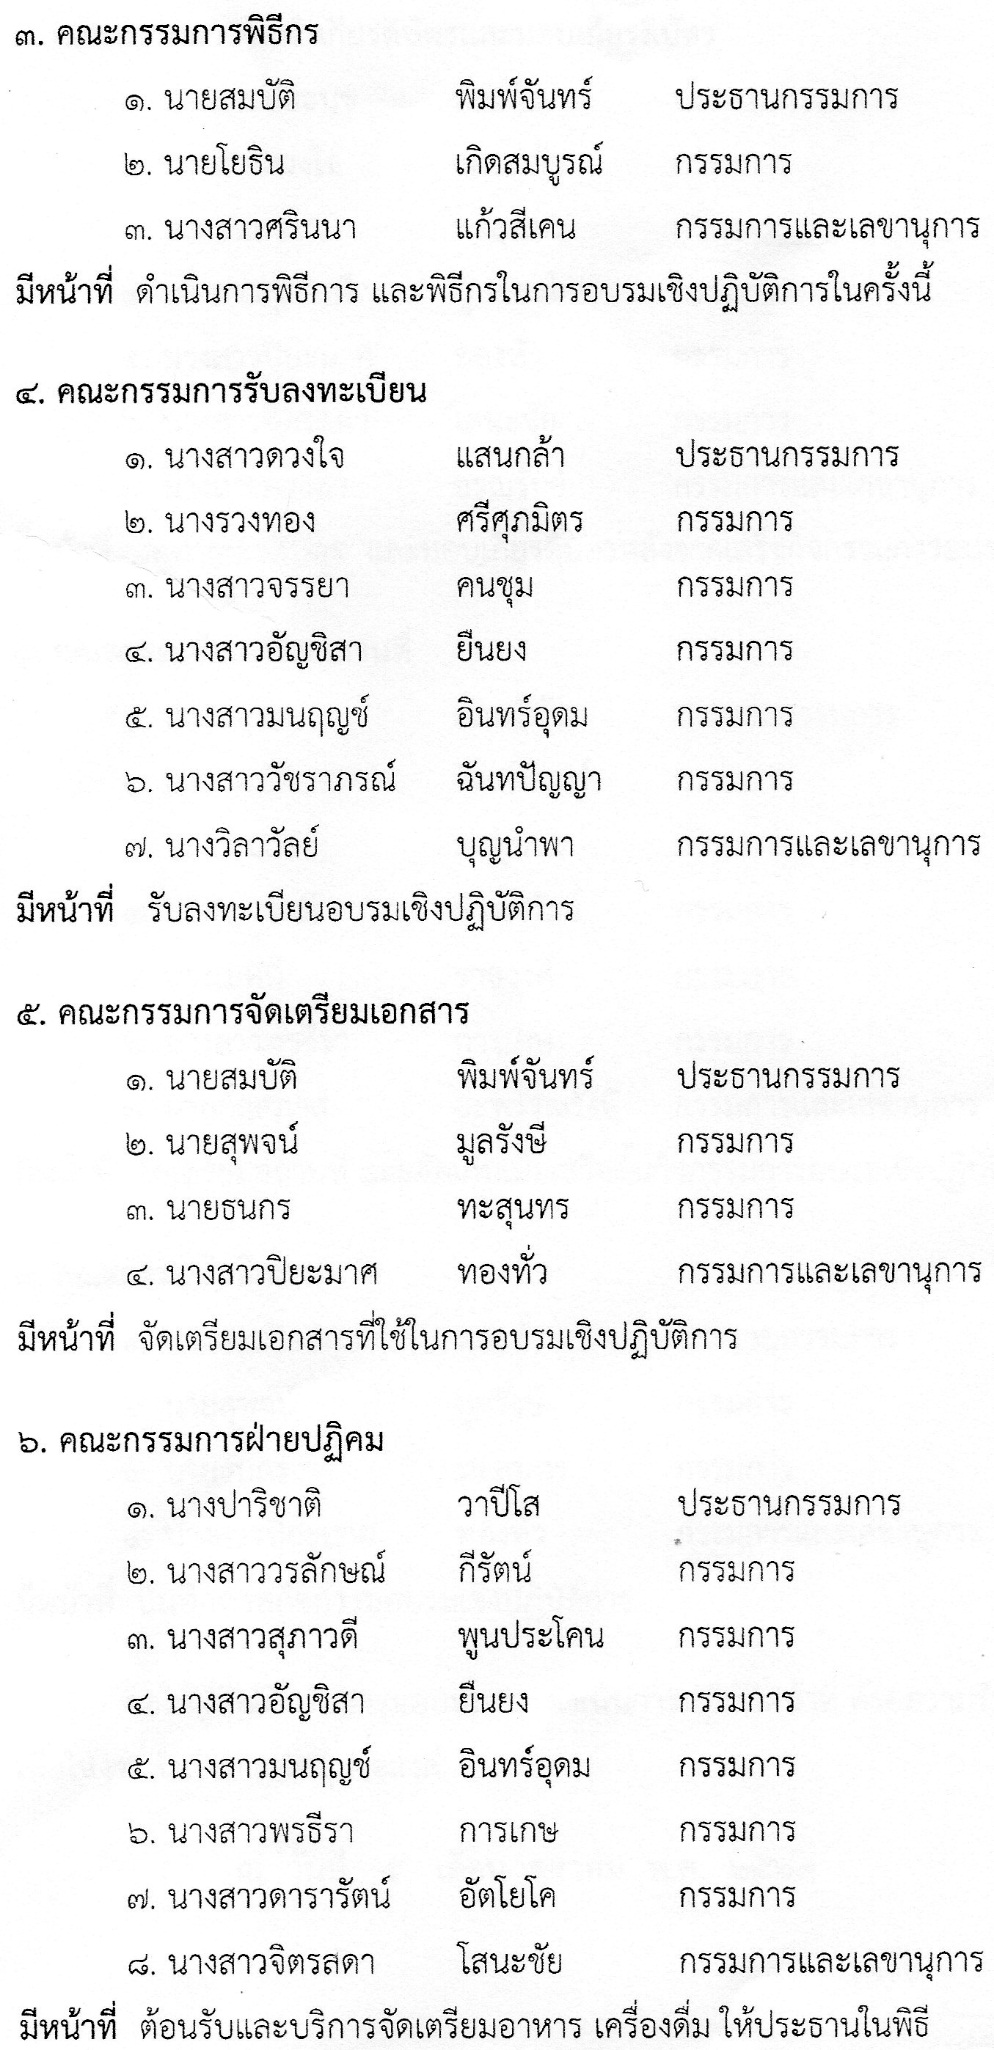 ๓. คณะกรรมการพิธีกร
๑. นายสมบัติ พิมพ์จันทร์ ประธานกรรมการ
๒. นายโยธิน เกิดสมบูรณ์ กรรมการ
๓. นางสาวศรินนา แก้วสีเคน กรรมการและเลขานุการ
มีหน้าที่ ดำเนินการพิธีการ และพิธีกรในการอบรมเชิงปฏิบัติการในครั้งนี้
๔. คณะกรรมการรับลงทะเบียน
๑. นางสาวดวงใจ แสนกล้า ประธานกรรมการ
๒. นางรวงทอง ศรีศุภมิตร กรรมการ
๓. นางสาวจรรยา คนชุม กรรมการ
๔. นางสาวอัญชิสา ยืนยง กรรมการ
๕. นางสาวมนฤญช์ อินทร์อุดม กรรมการ
๖. นางสาววัชราภรณ์ ฉันทปัญญา กรรมการ
๗. นางวิลาวัลย์ บุญนำพา กรรมการและเลขานุการ
มีหน้าที่ รับลงทะเบียนอบรมเชิงปฏิบัติการ
๕. คณะกรรมการจัดเตรียมเอกสาร
๑. นายสมบัติ พิมพ์จันทร์ ประธานกรรมการ
๒. นายสุพจน์ มูลรังษี กรรมการ
๓. นายธนกร ทะสุนทร กรรมการ
๔. นางสาวปิยะมาศ ทองทั่ว กรรมการและเลขานุการ
มีหน้าที่ จัดเตรียมเอกสารที่ใช้ในการอบรมเชิงปฏิบัติการ
๖. คณะกรรมการฝ่ายปฏิคม
๑. นางปาริชาติ วาปีโส ประธานกรรมการ
๒. นางสาววรลักษณ์ กีรัตน์ กรรมการ
๓. นางสาวสุภาวดี พูนประโคน กรรมการ
๔. นางสาวอัญชิสา ยืนยง กรรมการ
๕. นางสาวมนฤญช์ อินทร์อุดม กรรมการ
๖. นางสาวพรธีรา การเกษ กรรมการ
๗. นางสาวดารารัตน์ อัตโยโค กรรมการ
๘. นางสาวจิตรสดา โสนะชัย กรรมการและเลขานุการ
มีหน้าที่ ต้อนรับและบริการจัดเตรียมอาหาร เครื่องดื่ม ให้ประธานในพิธี